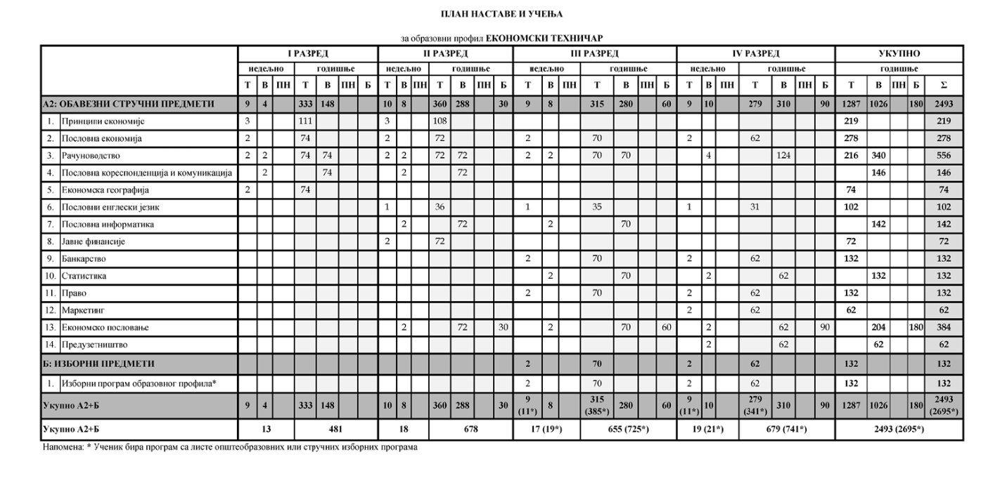 ПЛАН НАСТАВЕ И УЧЕЊА
за образовни профил ЕКОНОМСКИ ТЕХНИЧАР
I РАЗРЕД II РАЗРЕД III РАЗРЕД IV РАЗРЕД УКУПНО
недељно годишње недељно годишње недељно годишње недељно годишње годишње
Т В ПН Т В ПН Б Т В ПН Т В ПН Б Т В ПН Т В ПН Б Т В ПН Т В ПН Б Т В ПН Б Σ
А2: ОБАВЕЗНИ СТРУЧНИ ПРЕДМЕТИ 9 4 333 148 10 8 360 288 30 9 8 315 280 60 9 10 279 310 90 1287 1026 180 2493
1. Принципи економије 3 111 3 108 219 219
2. Пословна економија 2 74 2 72 2 70 2 62 278 278
3. Рачуноводство 2 2 74 74 2 2 72 72 2 2 70 70 4 124 216 340 556
4. Пословна кореспонденција и комуникација 2 74 2 72 146 146
5. Економска географија 2 74 74 74
6. Пословни енглески језик 1 36 1 35 1 31 102 102
7. Пословна информатика 2 72 2 70 142 142
8. Јавне финансије 2 72 72 72
9. Банкарство 2 70 2 62 132 132
10. Статистика 2 70 2 62 132 132
11. Право 2 70 2 62 132 132
12. Маркетинг 2 62 62 62
13. Економско пословање 2 72 30 2 70 60 2 62 90 204 180 384
14. Предузетништво 2 62 62 62
Б: ИЗБОРНИ ПРЕДМЕТИ 2 70 2 62 132 132
1. Изборни програм образовног профила* 2 70 2 62 132 132
Укупно А2+Б 9 4 333 148 10 8 360 288 30 9 (11*) 8 315 (385*) 280 60 9 (11*) 10 279 (341*) 310 90 1287 1026 180 2493 (2695*)
Укупно А2+Б 13 481 18 678 17 (19*) 655 (725*) 19 (21*) 679 (741*) 2493 (2695*)
Напомена: * Ученик бира програм са листе општеобразовних или стручних изборних програма